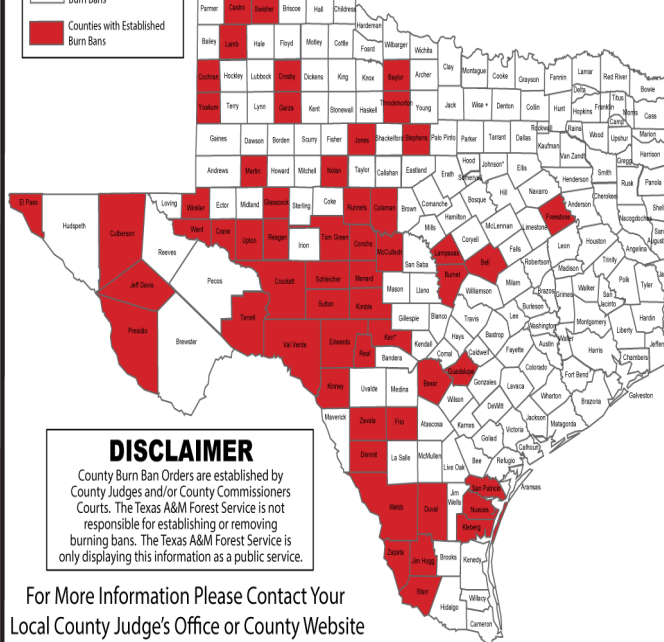 Burn Bans
Parmer Castro Swisher Briscoe Hall Childress
Hardeman
Counties with Established
Burn Bans
Bailey Lamb Hale Floyd Motley Cottle Foard Wilbarger Wichita
Clay Montague Cooke Grayson Fannin Lamar Red River Bowie
Cochran Hockley Lubbock Crosby Dickens King Knox Baylor Archer
Delta Titus Franklin Morris Cass
Yoakum Terry Lynn Garza Kent Stonewall Haskell Throckmorton Young Jack Wise + Denton Collin Hunt Hopkins Camp
Gaines Dawson Borden Scurry Fisher Jones Shackelford Stephens Palo Pinto Parker Tarrant Dallas Rockwall Kaufman Rains Wood Upshur Marion
Van Zandt Gregg Harrison
Andrews Martin Howard Mitchell Nolan Taylor Callahan Eastland Erath Hood Somervell Johnson* Ellis Henderson Smith Rusk Panola
El Paso Hudspeth Culberson Loving Winkler Ector Midland Glasscock Sterling Coke Runnels Coleman Brown Comanche Bosque Hill Navarro Freestone Anderson Cherokee Shelby
Hamilton McLennan Limestone Nacogdoches
Reeves Ward Crane Upton Reagan Irion Tom Green Concho McCulloch Mills Coryell Falls Leon Houston Angelina
San Saba Lampasas Bell Robertson Madison Trinity
Jeff Davis Pecos Crockett Schleicher Menard Mason Llano Burnet Williamson Milam Brazos Grimes Walker San Jacinto Polk Tyler
Sutton Kimble Burleson
Presidio Brewster Terrell Val Verde Edwards Gillespie Blanco Travis Lee Washington Montgomery Liberty Hardin
Kerr* Kendall Hays Bastrop Austin Waller Harris
Real Bandera Comal Caldwell Fayette Chambers
Kinney Uvalde Medina Bexar Guadalupe Gonzales Colorado Fort Bend
Lavaca Wharton Brazoria Galveston
Maverick Zavala Frio Atascosa Wilson Karnes DeWitt Victoria Jackson Matagorda
Goliad Calhoun
DISCLAIMER
County Burn Ban Orders are established by
County Judges and/or County Commissioners
Courts. The Texas A&M Forest Service is not
responsible for establishing or removing
burning bans. The Texas A&M Forest Service is
only displaying this information as a public service.
Dimmit La Salle McMullen Live Oak Bee Refugio
Aransas
Webb Duval Jim Wells San Patricio
Nueces
Kleberg
Zapata Jim Hogg Brooks Kenedy
Starr Hidalgo Willacy
Cameron
For More Information Please Contact Your
Local County Judge's Office or County Website